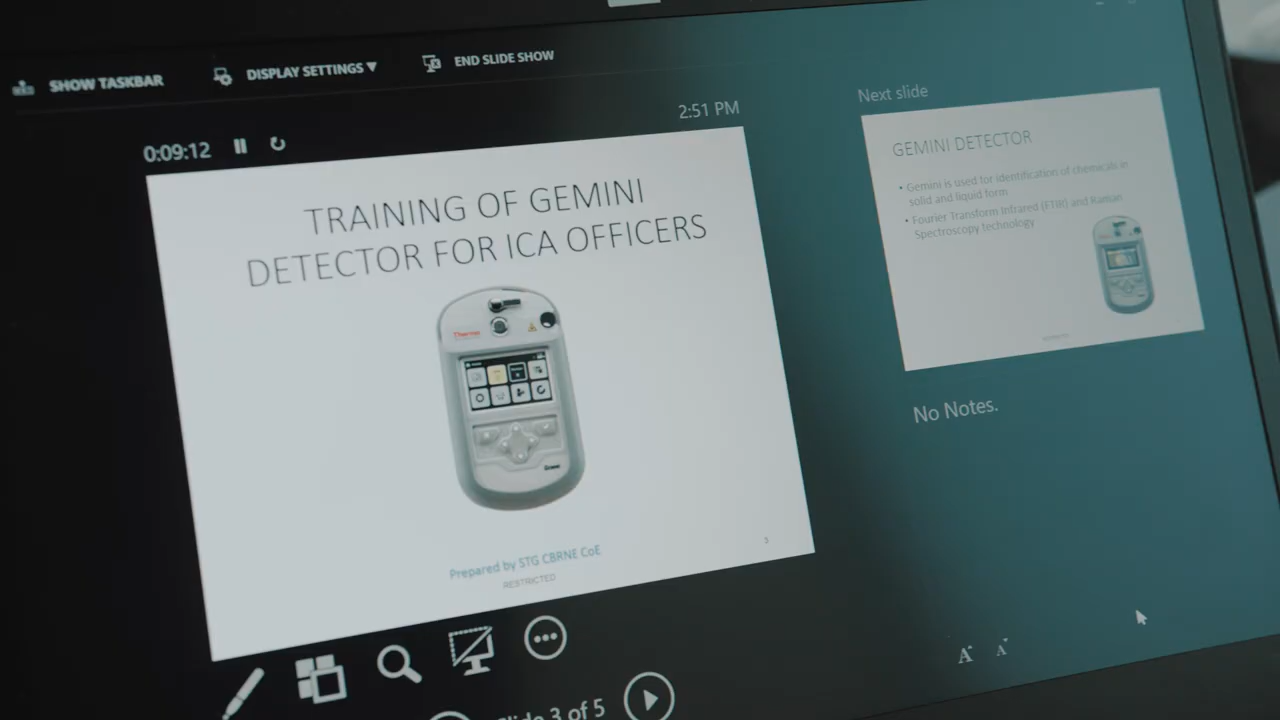 SHOW TASKBAR
DISPLAY SETTINGS ▼
END SLIDE SHOW
0:09:12
2:51 PM
TRAINING OF GEMINI
DETECTOR FOR ICA OFFICERS
Thermo
Gemini
Prepared by STG CBRNE CoE
RESTRICTED
3
Next slide
GEMINI DETECTOR
• Gemini is used for identification of chemicals in
solid and liquid form
• Fourier Transform Infrared (FTIR) and Raman
Spectroscopy technology
No Notes.
A
A
Slide 3 of 5